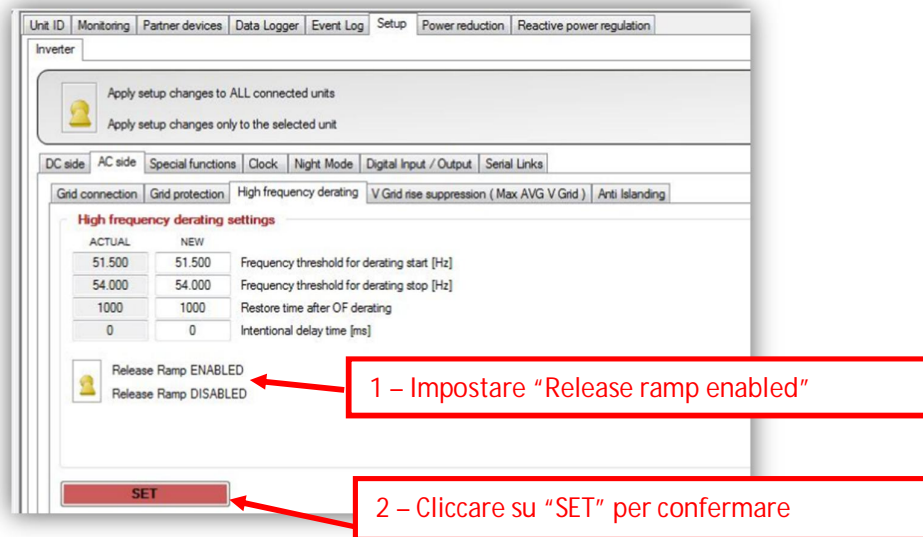 Unit ID Monitoring Partner devices Data Logger Event Log Setup Power reduction Reactive power regulation
Inverter
Apply setup changes to ALL connected units
Apply setup changes only to the selected unit
DC side AC side Special functions Clock Night Mode Digital Input / Output Serial Links
Grid connection Grid protection High frequency derating V Grid rise suppression ( Max AVG V Grid ) Anti Islanding
High frequency derating settings
ACTUAL NEW
51.500 51.500 Frequency threshold for derating start [Hz]
54.000 54.000 Frequency threshold for derating stop [Hz]
1000 1000 Restore time after OF derating
0 0 Intentional delay time [ms]
Release Ramp ENABLED
Release Ramp DISABLED
1 – Impostare “Release ramp enabled”
SET
2 – Cliccare su “SET” per confermare